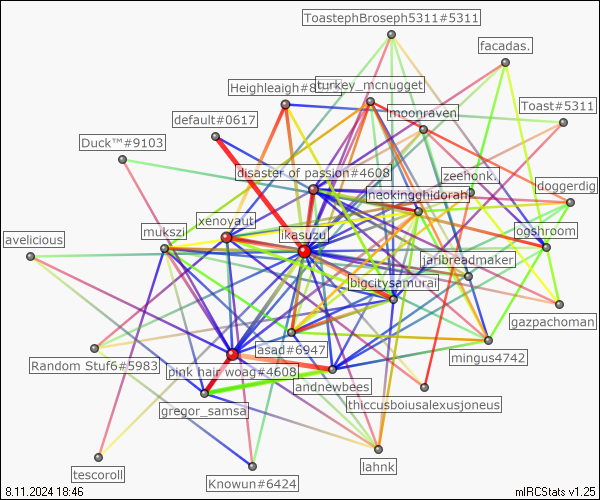 ToastephBroseph5311#5311
facadas.
turkey_mcnugget
Heighleaigh#8
Toast#5311
moonraven
default#0617
Duck™#9103
disaster of passion#4608
zeehonk.
doggerdig
neokingghidorah
xenoyaut
mukszi
ikasuzu
ogshroom
avelicious
jaribreadmaker
bigcitysamurai
gazpachoman
asad#6947
mingus4742
Random Stuf6#5983
pink hair woag#4608
andnewbees
thiccusboiusalexusjoneus
gregor_samsa
lahnk
tescoroll
Knowun#6424
8.11.2024 18:46
mIRCStats v1.25